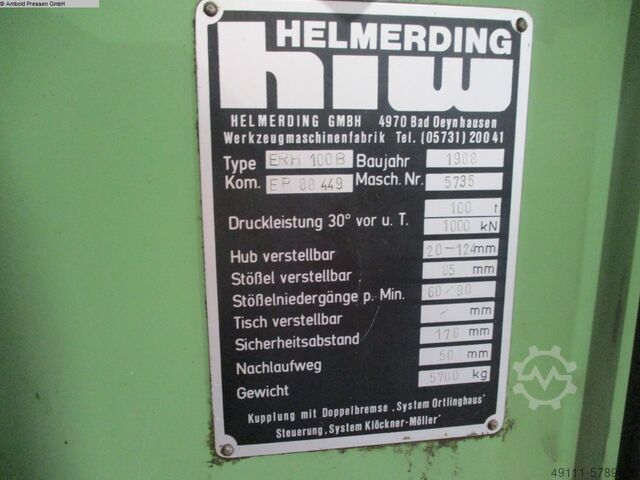 © Ambold Pressen GmbH
HELMERDING
hiw
HELMERDING GMBH 4970 Bad Oeynhausen
Werkzeugmaschinenfabrik Tel. (05731) 20041
Type ERH 100B Baujahr 1988
Kom. EP 88 449 Masch. Nr. 5735
100 t
Druckleistung 30° vor u. T. 1000 kN
Hub verstellbar 20-124 mm
Stößel verstellbar 65 mm
Stößelniedergänge p. Min. 60/90
Tisch verstellbar / mm
Sicherheitsabstand 176 mm
Nachlaufweg 50 mm
Gewicht 5700 kg
Kupplung mit Doppelbremse „System Ortlinghaus"
Steuerung „System Klöckner-Möller"